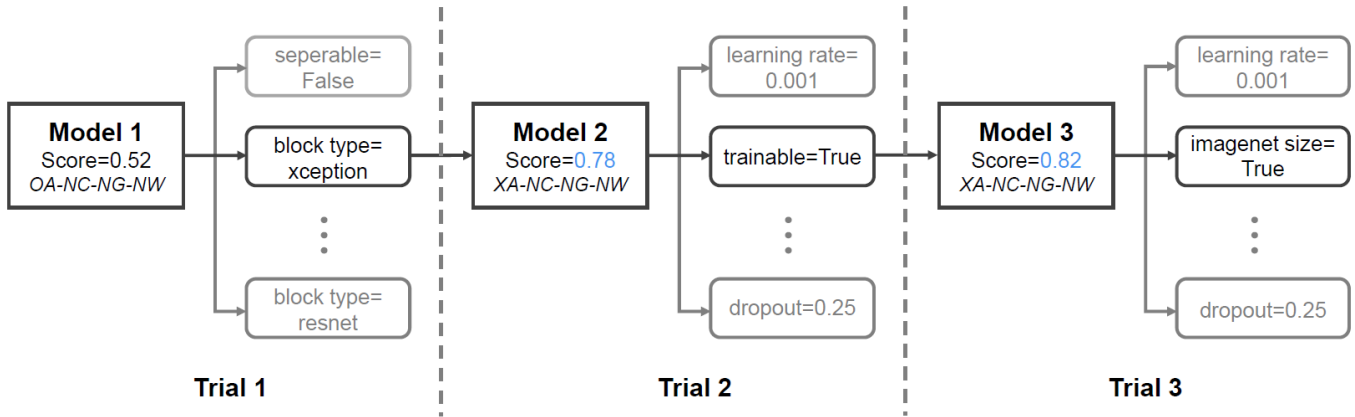 Model 1
Score=0.52
OA-NC-NG-NW
seperable=
False
block type=
xception
block type=
resnet
Trial 1
Model 2
Score=0.78
XA-NC-NG-NW
learning rate=
0.001
trainable=True
dropout=0.25
Trial 2
Model 3
Score=0.82
XA-NC-NG-NW
learning rate=
0.001
imagenet size=
True
dropout=0.25
Trial 3